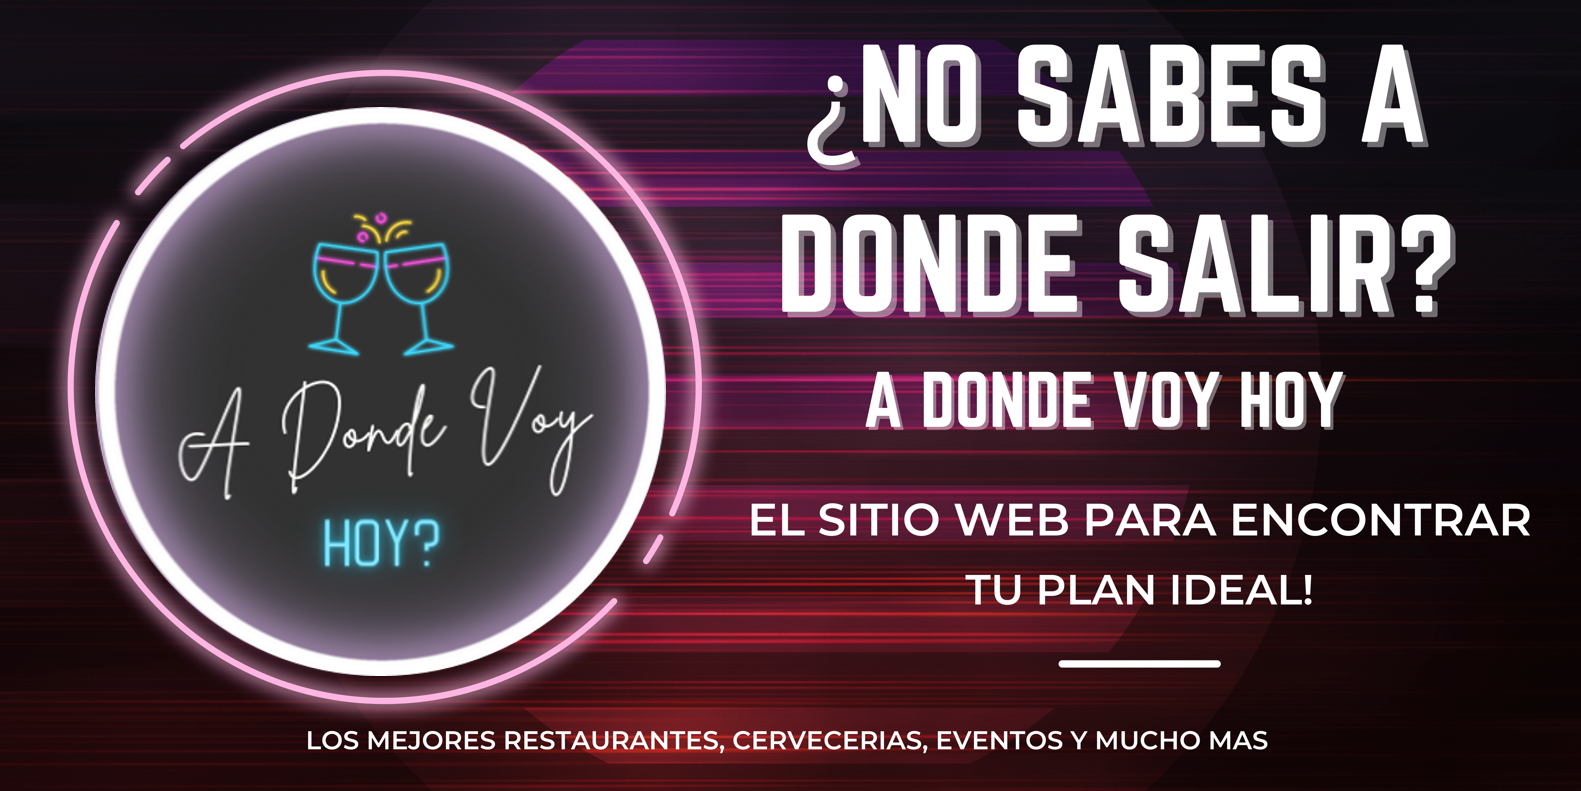 A Donde Voy
HOY?
¿NO SABES A
DONDE SALIR?
A DONDE VOY HOY
EL SITIO WEB PARA ENCONTRAR
TU PLAN IDEAL!
LOS MEJORES RESTAURANTES, CERVECERIAS, EVENTOS Y MUCHO MAS